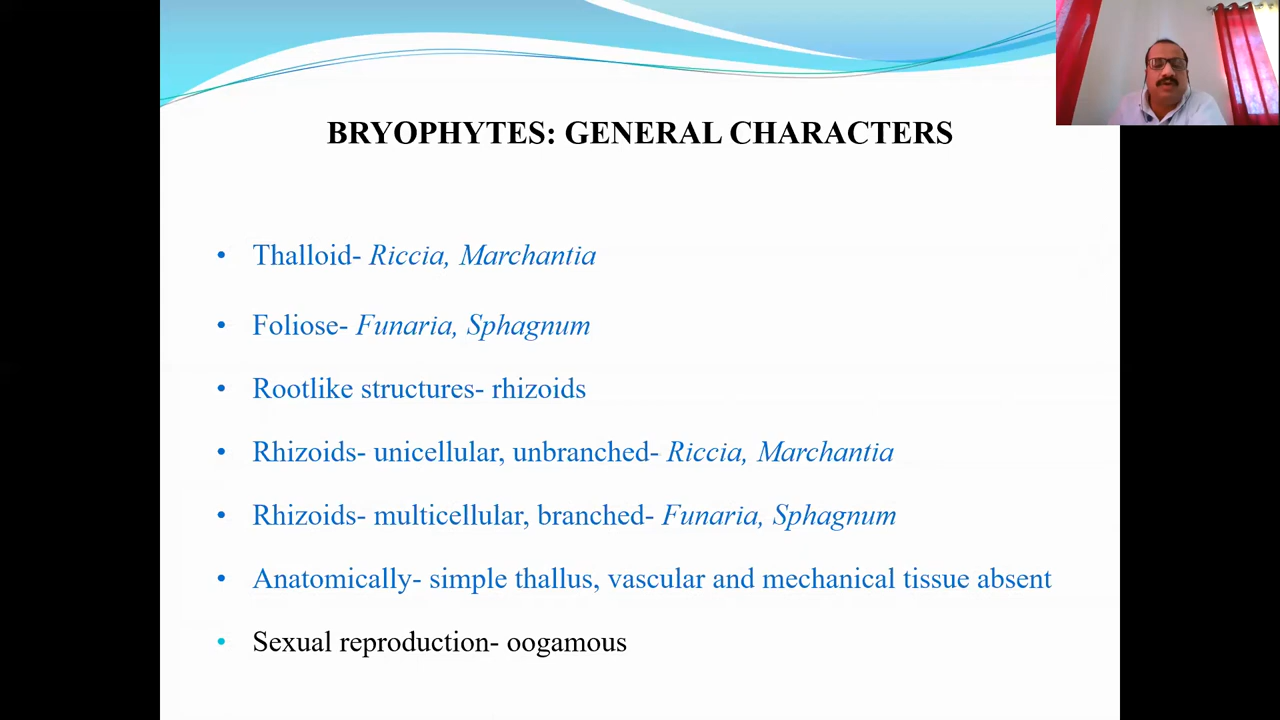 BRYOPHYTES: GENERAL CHARACTERS
• Thalloid- Riccia, Marchantia
• Foliose- Funaria, Sphagnum
• Rootlike structures- rhizoids
• Rhizoids- unicellular, unbranched- Riccia, Marchantia
• Rhizoids- multicellular, branched- Funaria, Sphagnum
• Anatomically- simple thallus, vascular and mechanical tissue absent
• Sexual reproduction- oogamous